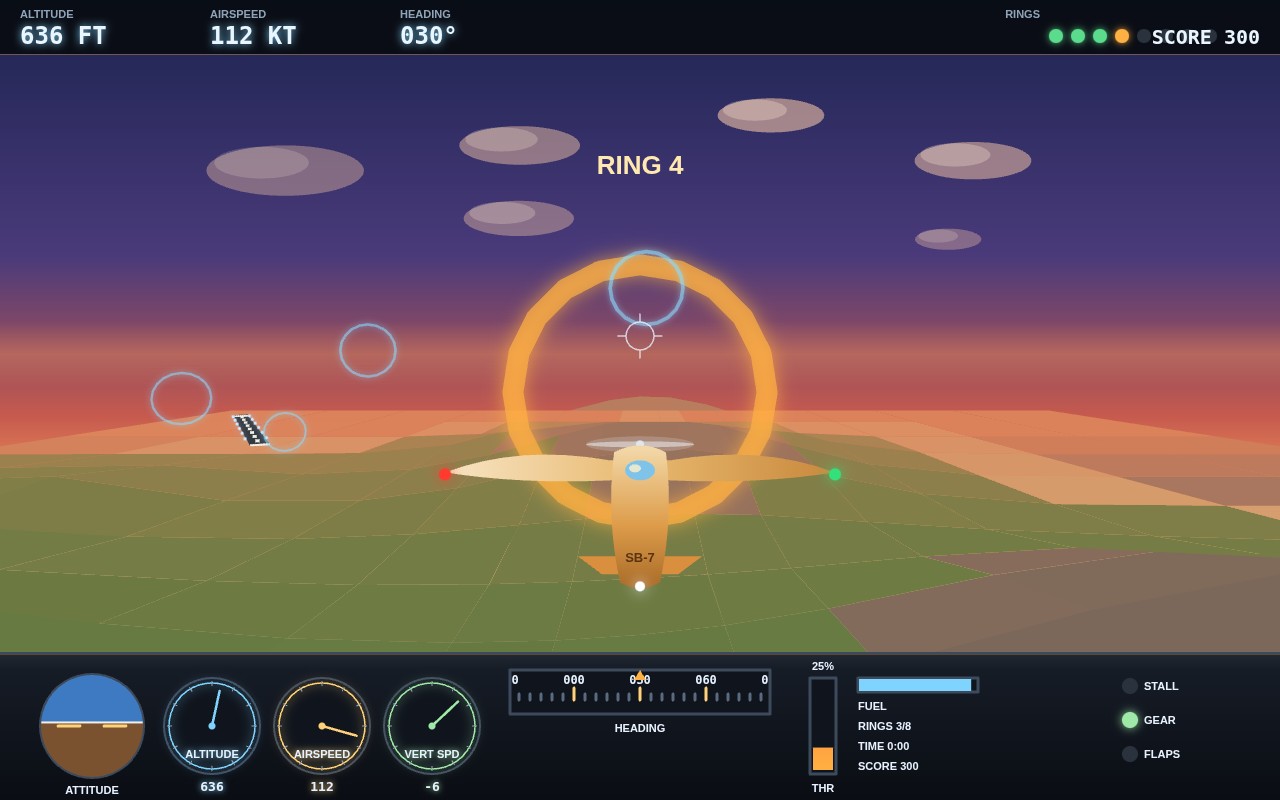 ALTITUDE AIRSPEED HEADING RINGS
636 FT 112 KT 030° SCORE 300
RING 4
SB-7
25%
0 000 030 060 0
HEADING
THR
FUEL
RINGS 3/8
TIME 0:00
SCORE 300
STALL
GEAR
FLAPS
ALTITUDE AIRSPEED VERT SPD
636 112 -6
ATTITUDE